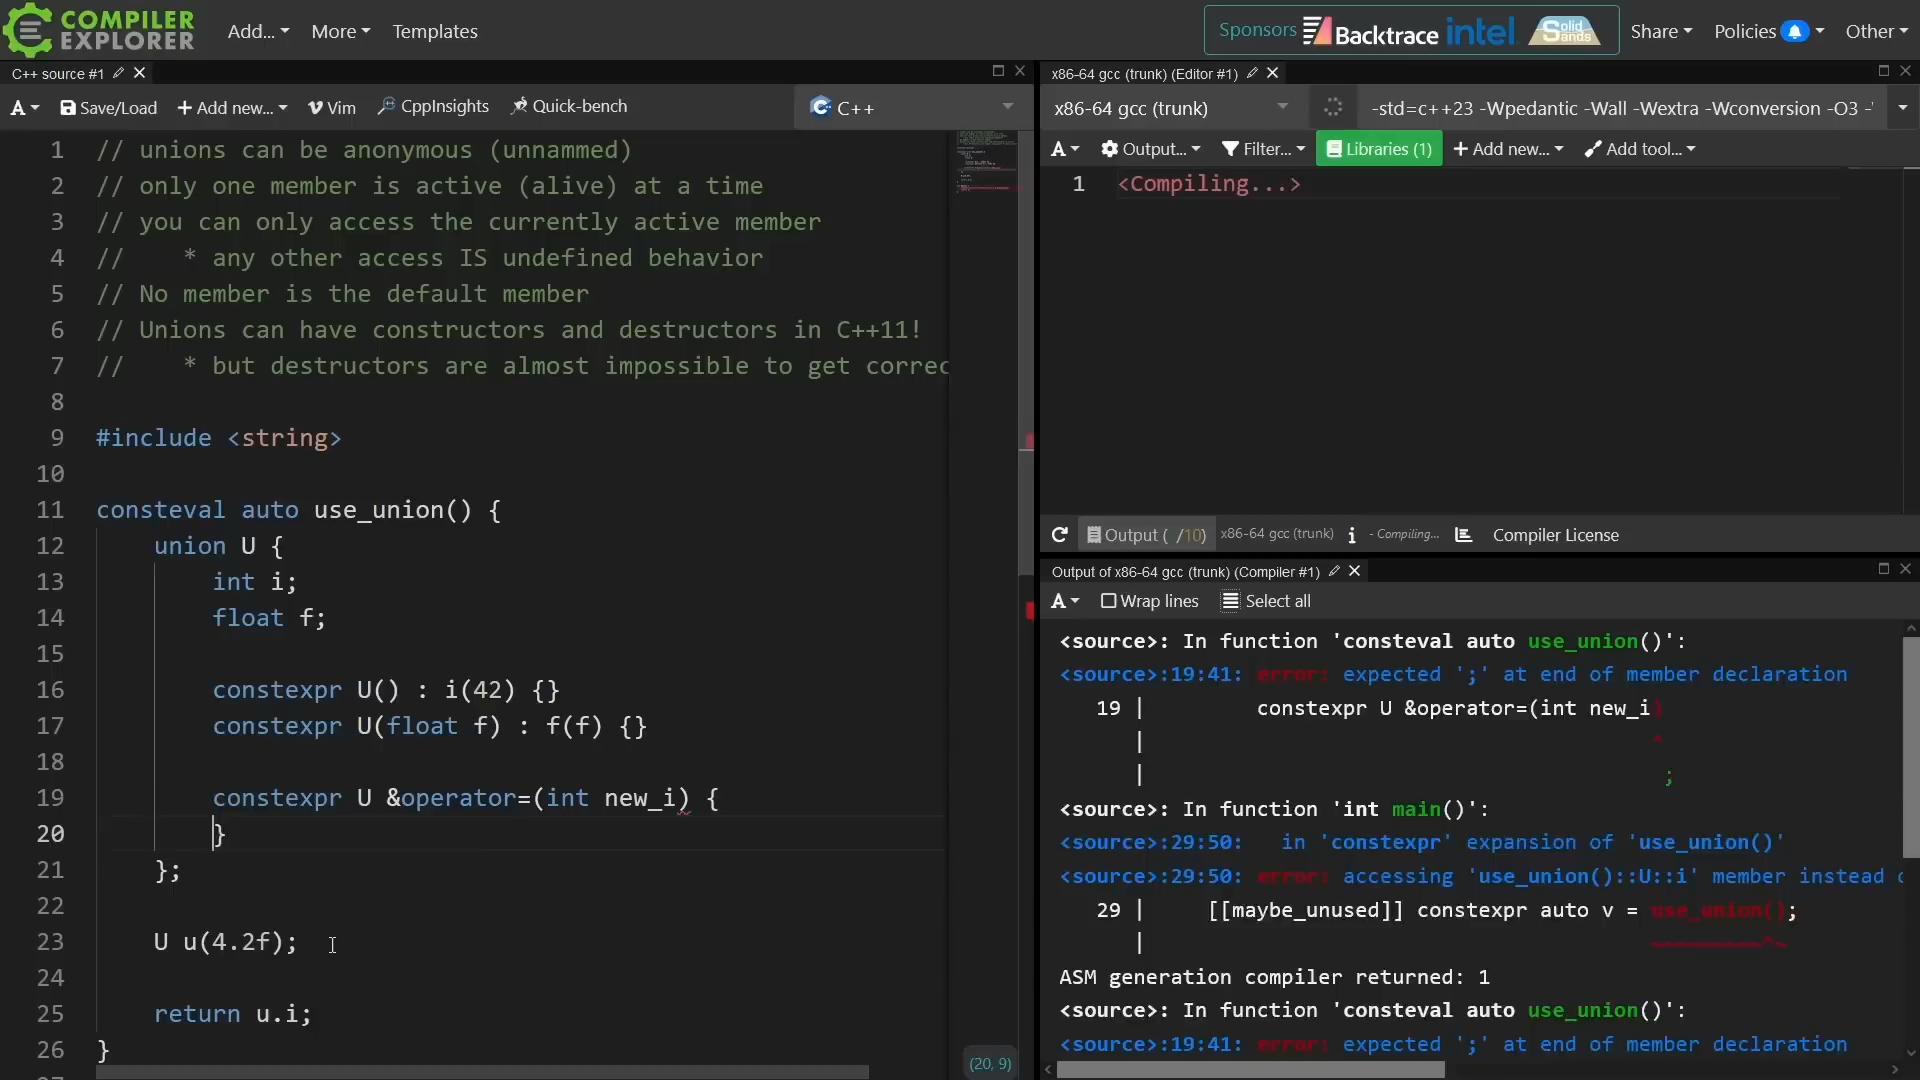 COMPILER
EXPLORER
Add...
More
Templates
Sponsors
Backtrace
intel
Solid
Sands
Share
Policies
Other
C++ source #1
A
Save/Load
Add new...
Vim
CppInsights
Quick-bench
C++
1 // unions can be anonymous (unnammed)
2 // only one member is active (alive) at a time
3 // you can only access the currently active member
4 //     * any other access IS undefined behavior
5 // No member is the default member
6 // Unions can have constructors and destructors in C++11!
7 //     * but destructors are almost impossible to get correc
8
9 #include <string>
10
11 consteval auto use_union() {
12     union U {
13         int i;
14         float f;
15
16         constexpr U() : i(42) {}
17         constexpr U(float f) : f(f) {}
18
19         constexpr U &operator=(int new_i) {
20         }
21     };
22
23     U u(4.2f);
24
25     return u.i;
26 }
(20, 9)
x86-64 gcc (trunk) (Editor #1)
x86-64 gcc (trunk)
-std=c++23 -Wpedantic -Wall -Wextra -Wconversion -O3 -
A
Output...
Filter...
Libraries (1)
Add new...
Add tool...
1 <Compiling...>
Output ( /10)
x86-64 gcc (trunk)
- Compiling...
Compiler License
Output of x86-64 gcc (trunk) (Compiler #1)
A
Wrap lines
Select all
<source>: In function 'consteval auto use_union()':
<source>:19:41: error: expected ';' at end of member declaration
19 |         constexpr U &operator=(int new_i)
|                                         ^
|                                          ;
<source>: In function 'int main()':
<source>:29:50:   in 'constexpr' expansion of 'use_union()'
<source>:29:50: error: accessing 'use_union()::U::i' member instead
29 |     [[maybe_unused]] constexpr auto v = use_union();
|                                         ~~~~~~~~~^~
ASM generation compiler returned: 1
<source>: In function 'consteval auto use_union()':
<source>:19:41: error: expected ';' at end of member declaration